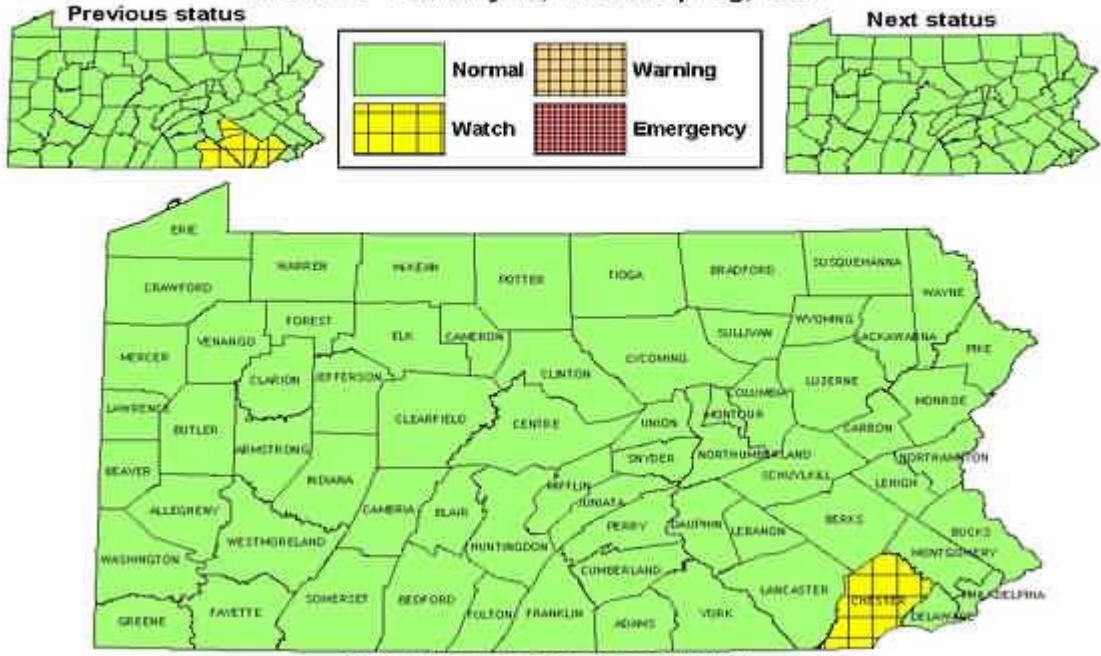 Previous status
Next status
Normal
Warning
Watch
Emergency
ERIE
CRAWFORD
WARREN
McKEAN
POTTER
TIOGA
BRADFORD
SUSQUEHANNA
WAYNE
MERCER
VENANGO
FOREST
ELK
CAMERON
CLINTON
LYCOMING
SULLIVAN
WYOMING
LACKAWANNA
PIKE
LAWRENCE
BUTLER
CLARION
JEFFERSON
CLEARFIELD
CENTRE
UNION
MONTOUR
COLUMBIA
LUZERNE
MONROE
CARBON
BEAVER
ARMSTRONG
INDIANA
SNYDER
NORTHUMBERLAND
SCHUYLKILL
NORTHAMPTON
LEHIGH
ALLEGHENY
WESTMORELAND
CAMBRIA
BLAIR
HUNTINGDON
MIFFLIN
JUNIATA
PERRY
DAUPHIN
LEBANON
BERKS
BUCKS
MONTGOMERY
WASHINGTON
CUMBERLAND
LANCASTER
CHESTER
PHILADELPHIA
DELAWARE
GREENE
FAYETTE
SOMERSET
BEDFORD
FULTON
FRANKLIN
ADAMS
YORK